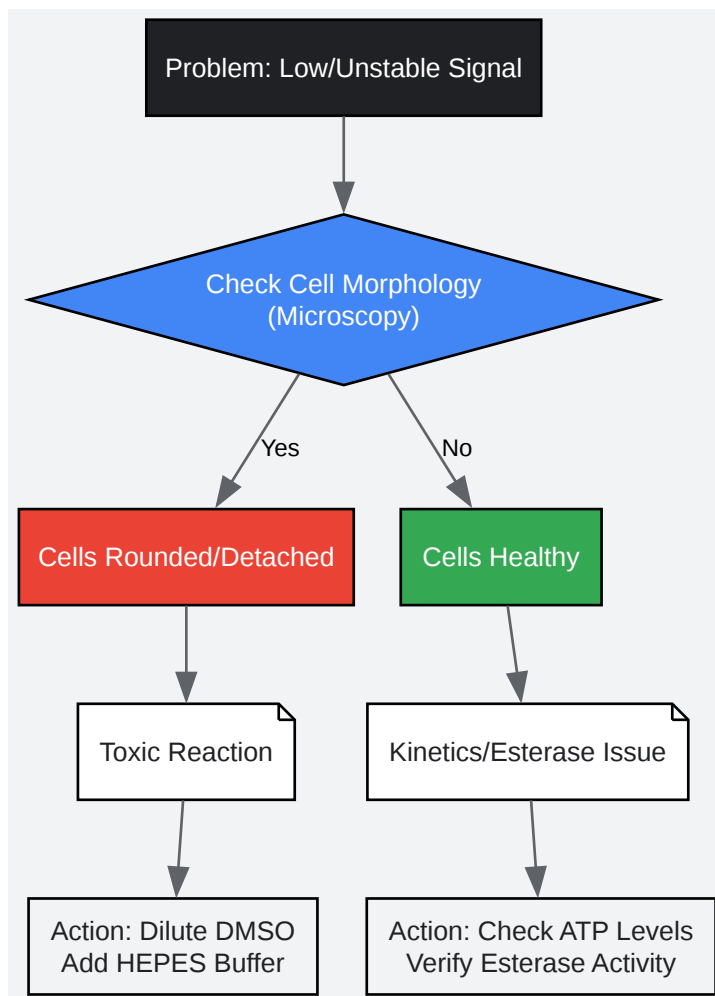 Problem: Low/Unstable Signal
Check Cell Morphology
(Microscopy)
Yes
No
Cells Rounded/Detached
Cells Healthy
Toxic Reaction
Kinetics/Esterase Issue
Action: Dilute DMSO
Add HEPES Buffer
Action: Check ATP Levels
Verify Esterase Activity